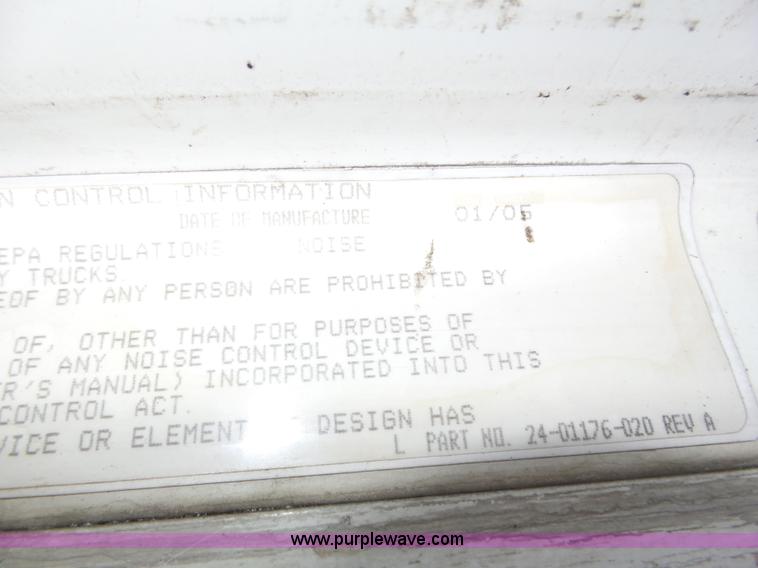 N CONTROL INFORMATION
DATE OF MANUFACTURE 01/05
EPA REGULATIONS NOISE
Y TRUCKS
EOF BY ANY PERSON ARE PROHIBITED BY
OF, OTHER THAN FOR PURPOSES OF
OF ANY NOISE CONTROL DEVICE OR
R'S MANUAL) INCORPORATED INTO THIS
CONTROL ACT.
VICE OR ELEMENT DESIGN HAS
L PART NO. 24-01176-020 REV A
www.purplewave.com